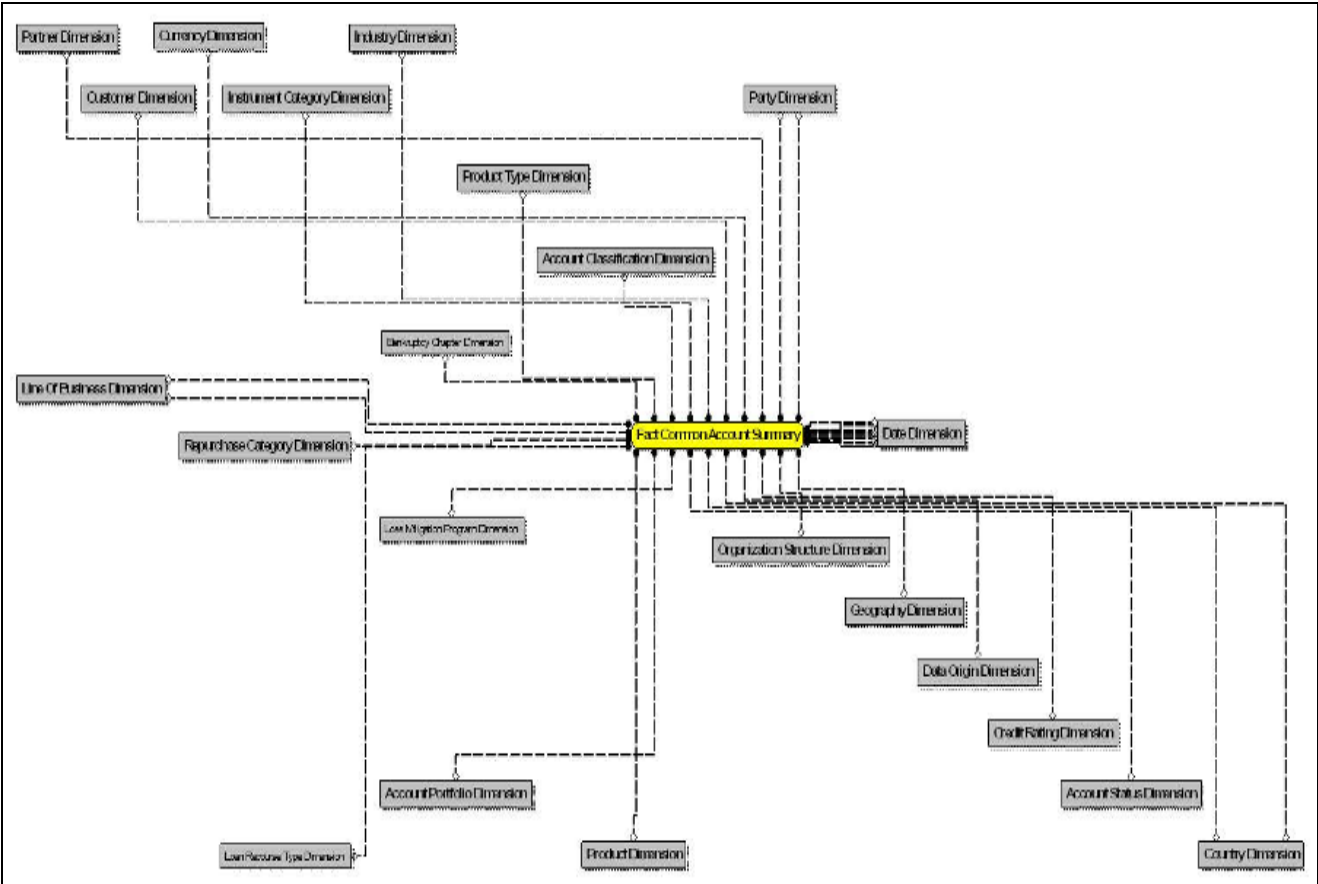 Partner Dimension
Currency Dimension
Industry Dimension
Customer Dimension
Instrument Category Dimension
Party Dimension
Product Type Dimension
Account Classification Dimension
Bankruptcy Chapter Dimension
Line Of Business Dimension
Fact Common Account Summary
Date Dimension
Repurchase Category Dimension
Loss Mitigation Program Dimension
Organization Structure Dimension
Geography Dimension
Data Origin Dimension
Credit Rating Dimension
Account Portfolio Dimension
Account Status Dimension
Loan Recourse Type Dimension
Product Dimension
Country Dimension